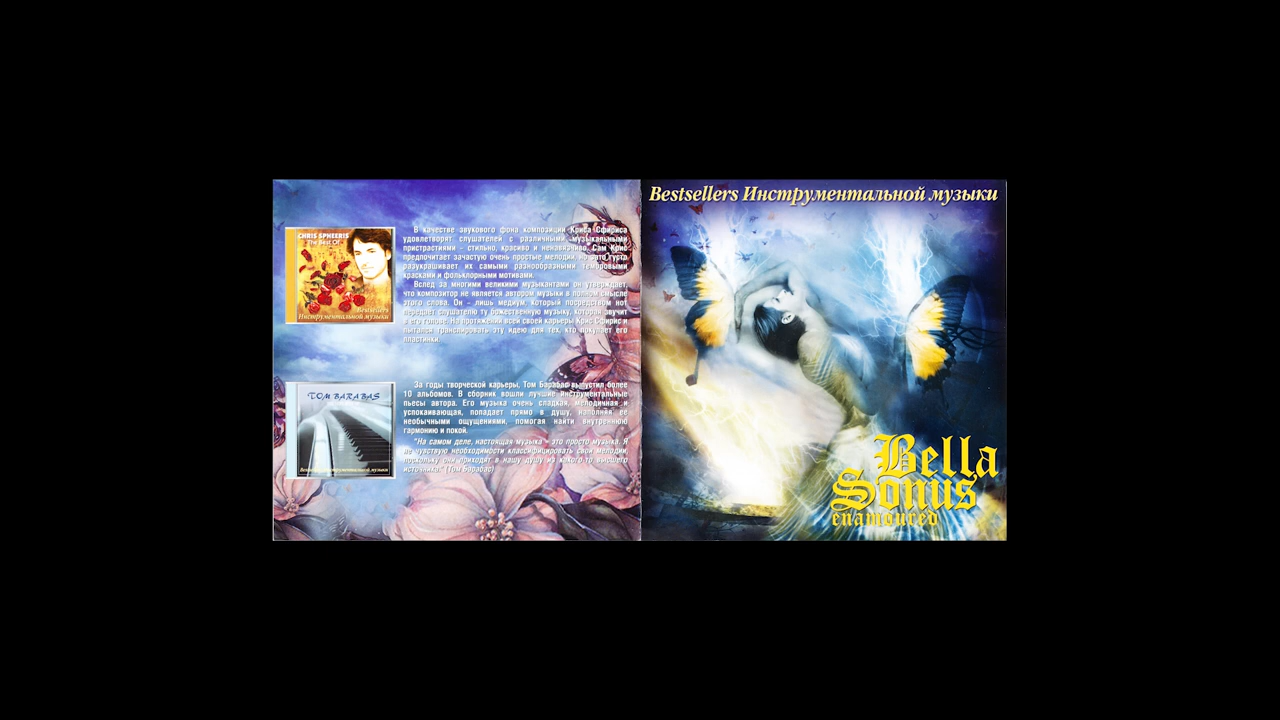 CHRIS SPHEERIS
The Best Of...
Bestsellers
Инструментальной музыки
В качестве звукового фона композиции Криса Сфириса
удовлетворят слушателей с различными музыкальными
пристрастиями – стильно, красиво и ненавязчиво. Сам Крис
предпочитает зачастую очень простые мелодии, но зато густо
разукрашивает их самыми разнообразными тембровыми
красками и фольклорными мотивами.
Вслед за многими великими музыкантами он утверждает,
что композитор не является автором музыки в полном смысле
этого слова. Он – лишь медиум, который посредством нот
передает слушателю ту божественную музыку, которая звучит
в его голове. На протяжении всей своей карьеры Крис Сфирис и
пытался транслировать эту идею для тех, кто покупает его
пластинки.
TOM BARABAS
Bestsellers Инструментальной музыки
За годы творческой карьеры, Том Барабас выпустил более
10 альбомов. В сборник вошли лучшие инструментальные
пьесы автора. Его музыка очень сладкая, мелодичная и
успокаивающая, попадает прямо в душу, наполняя ее
необычными ощущениями, помогая найти внутреннюю
гармонию и покой.
"На самом деле, настоящая музыка - это просто музыка. Я
не чувствую необходимости классифицировать свои мелодии,
поскольку они приходят в нашу душу из какого-то высшего
источника" (Том Барабас)
Bestsellers Инструментальной музыки
Bella
Sonus
enamoured